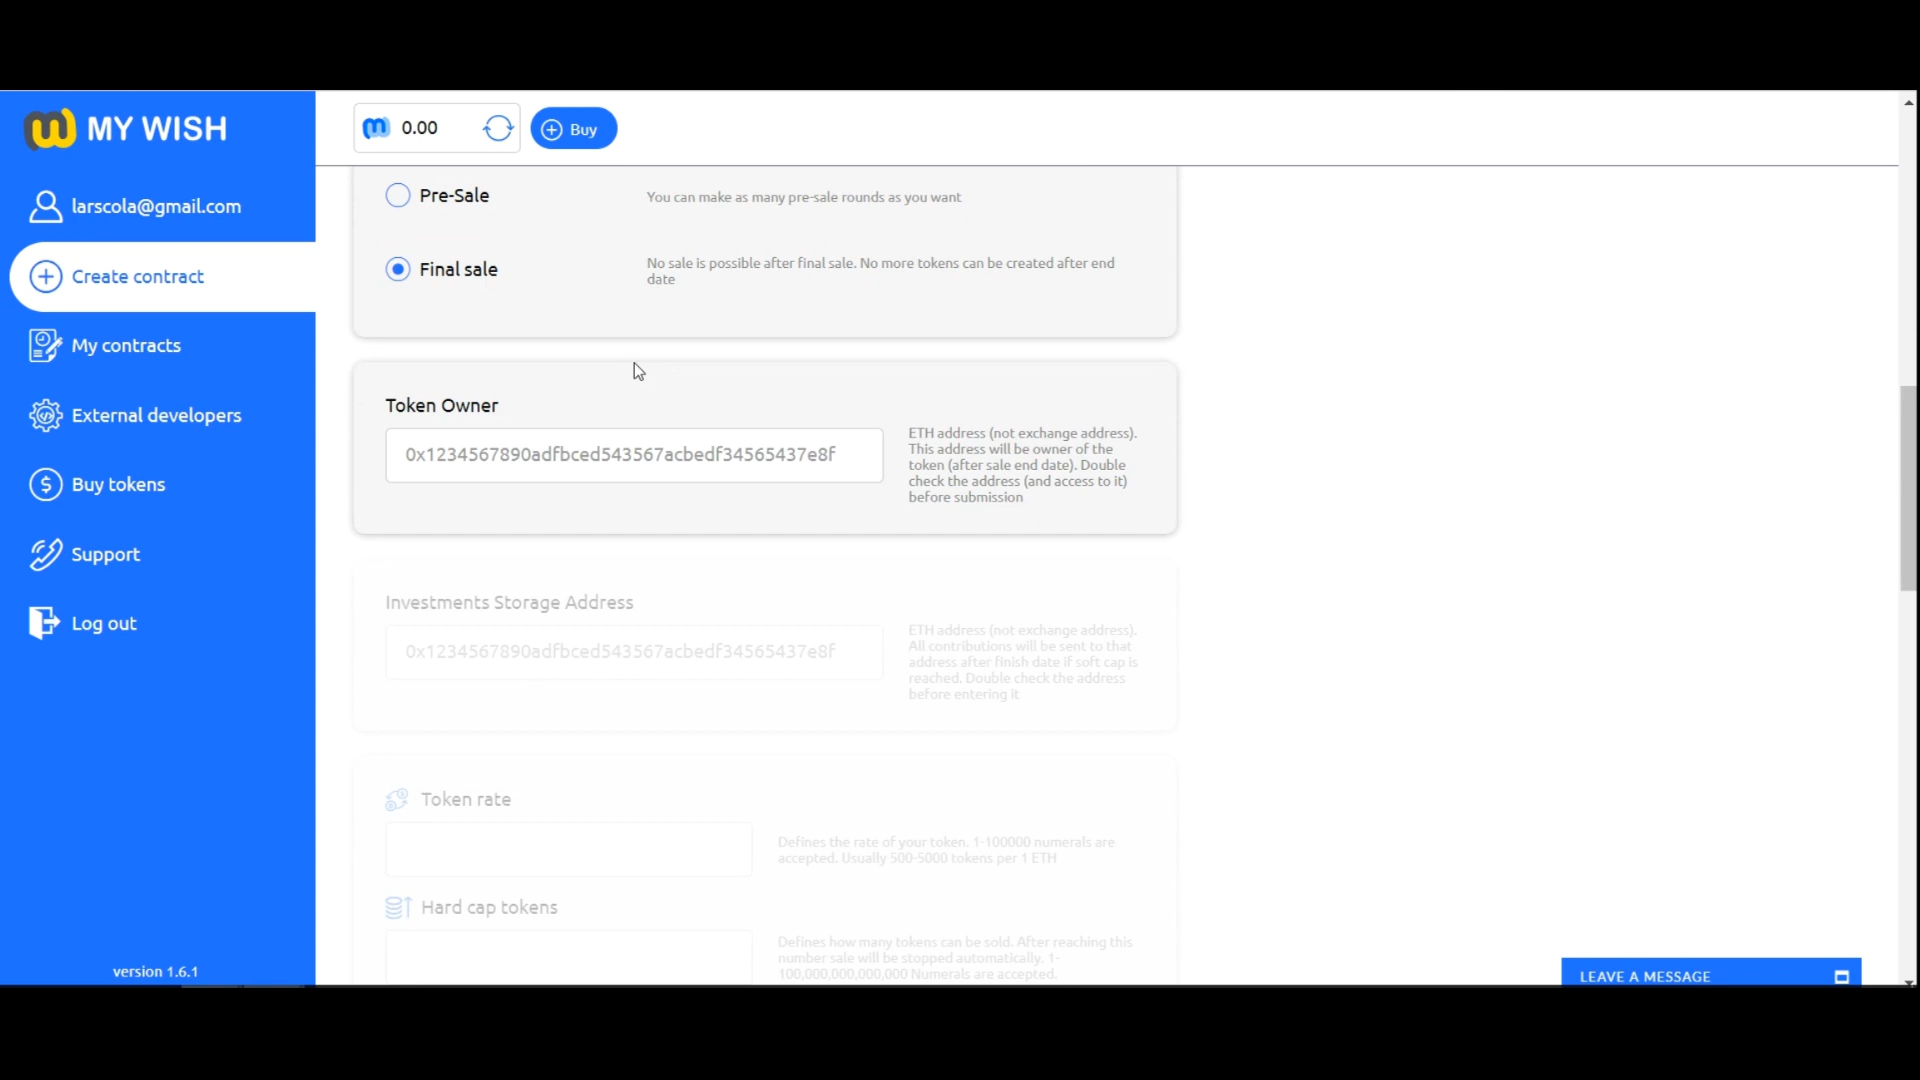 MY WISH
0.00
Buy
larscola@gmail.com
Create contract
My contracts
External developers
Buy tokens
Support
Log out
version 1.6.1
Pre-Sale
You can make as many pre-sale rounds as you want
Final sale
No sale is possible after final sale. No more tokens can be created after end
date
Token Owner
0x1234567890adfbced543567acbedf34565437e8f
ETH address (not exchange address).
This address will be owner of the
token (after sale end date). Double
check the address (and access to it)
before submission
Investments Storage Address
0x1234567890adfbced543567acbedf34565437e8f
ETH address (not exchange address).
All contributions will be sent to that
address after finish date if soft cap is
reached. Double check the address
before entering it
Token rate
Defines the rate of your token. 1-100000 numerals are
accepted. Usually 500-5000 tokens per 1 ETH
Hard cap tokens
Defines how many tokens can be sold. After reaching this
number sale will be stopped automatically. 1-
100,000,000,000,000 Numerals are accepted.
LEAVE A MESSAGE